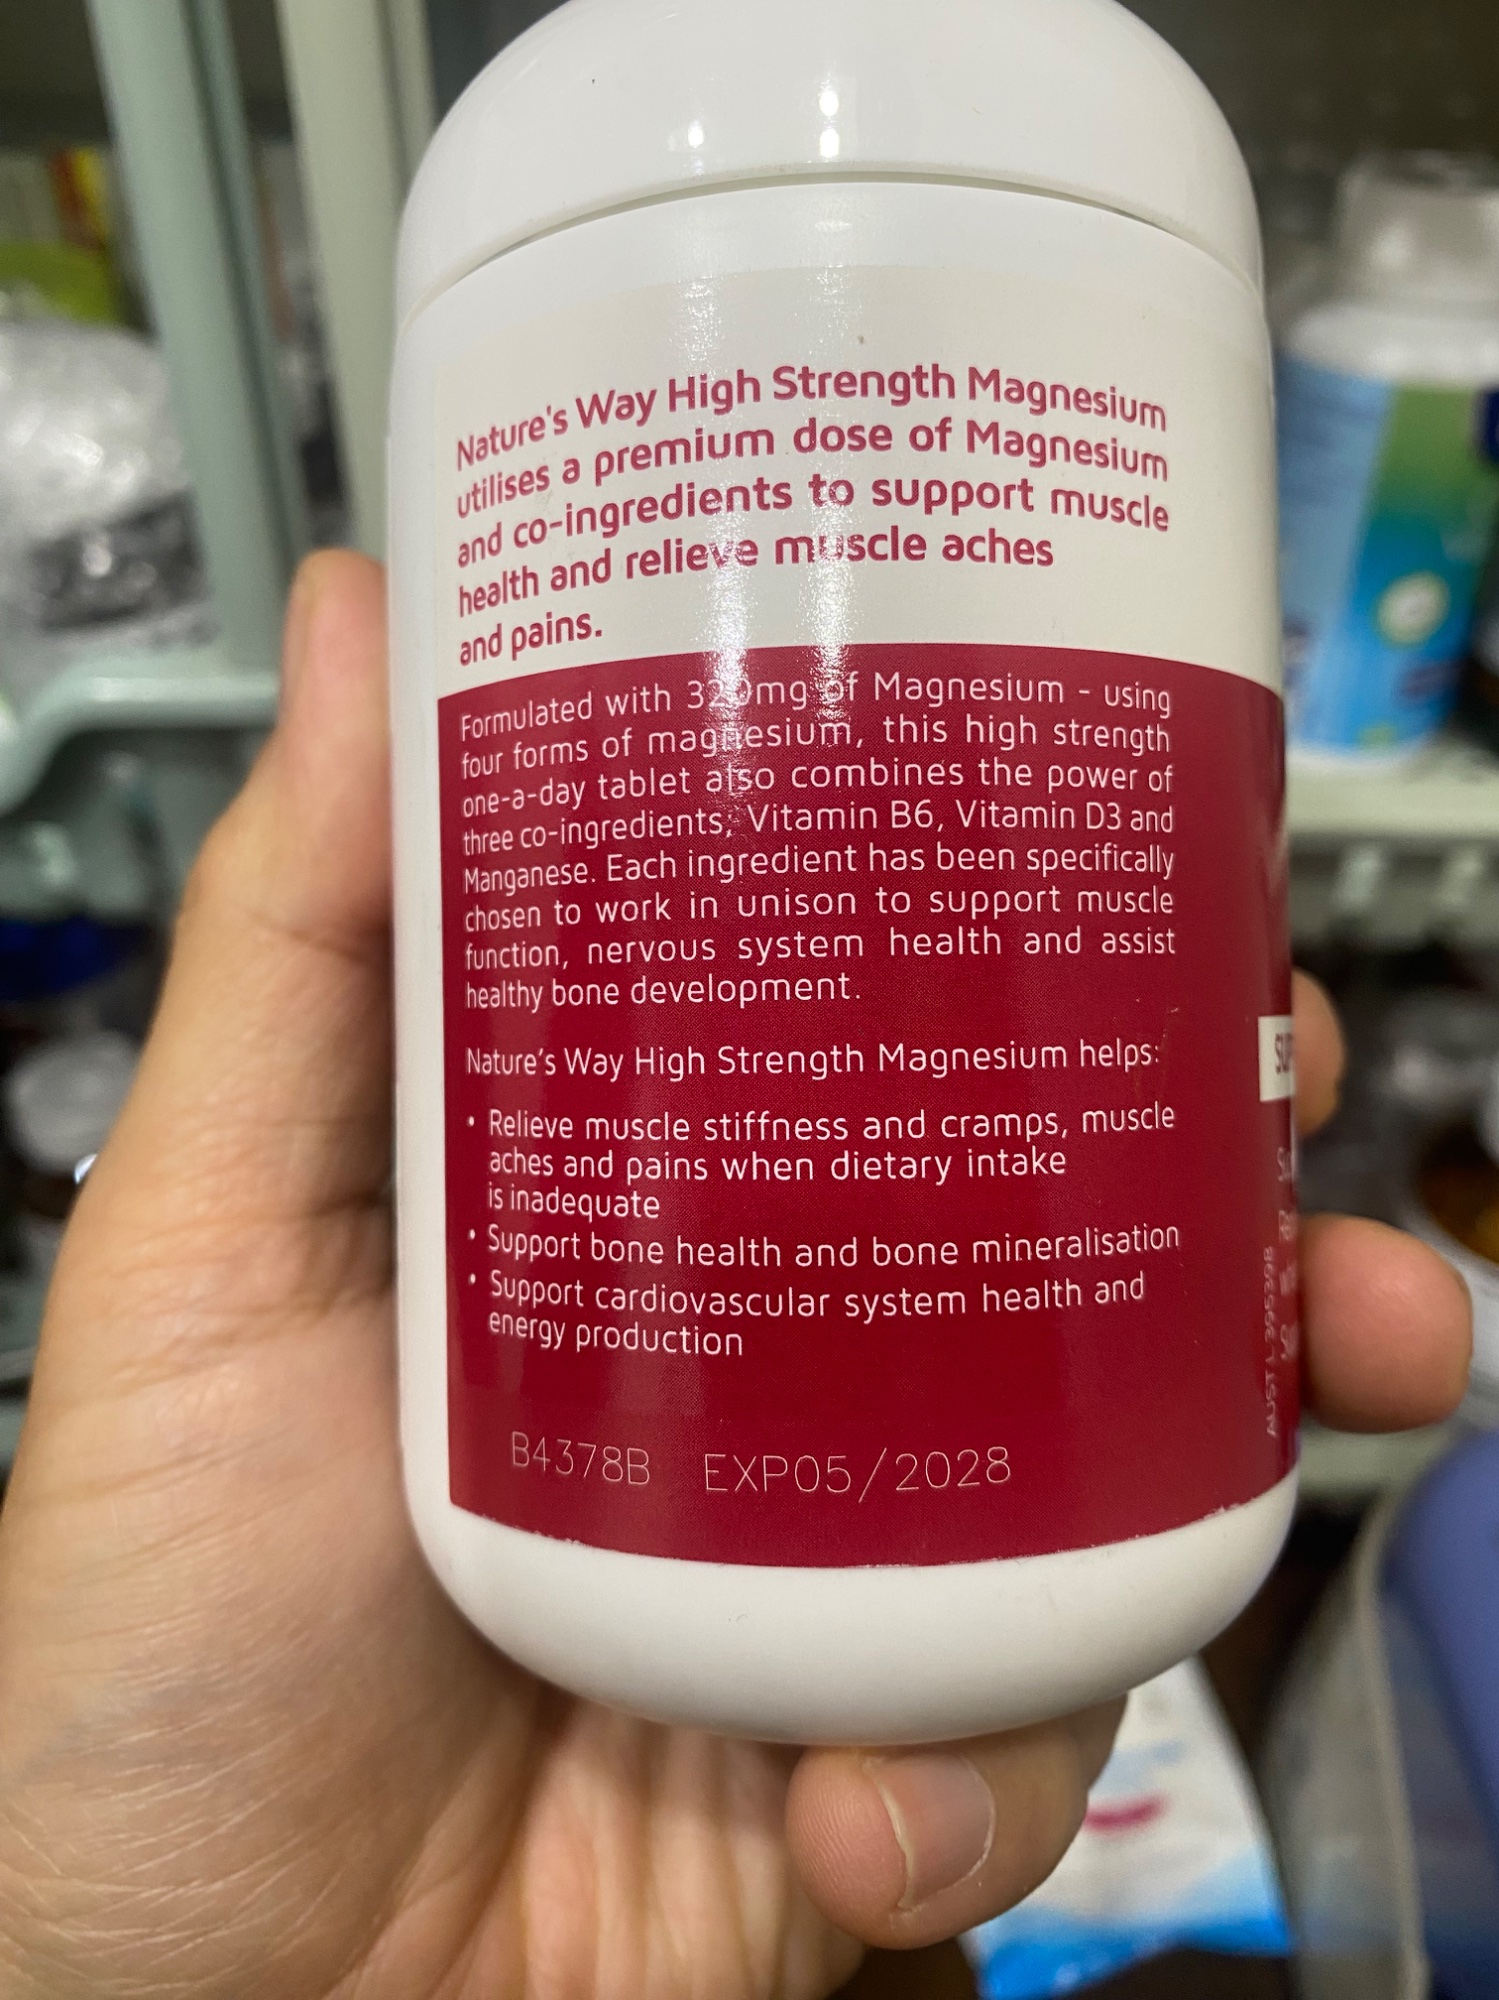 Nature's Way High Strength Magnesium
utilises a premium dose of Magnesium
and co-ingredients to support muscle
health and relieve muscle aches
and pains.
Formulated with 320mg of Magnesium - using
four forms of magnesium, this high strength
one-a-day tablet also combines the power of
three co-ingredients, Vitamin B6, Vitamin D3 and
Manganese. Each ingredient has been specifically
chosen to work in unison to support muscle
function, nervous system health and assist
healthy bone development.
Nature's Way High Strength Magnesium helps:
• Relieve muscle stiffness and cramps, muscle
aches and pains when dietary intake
is inadequate
• Support bone health and bone mineralisation
• Support cardiovascular system health and
energy production
B4378B EXP05/2028
AUST L 395398